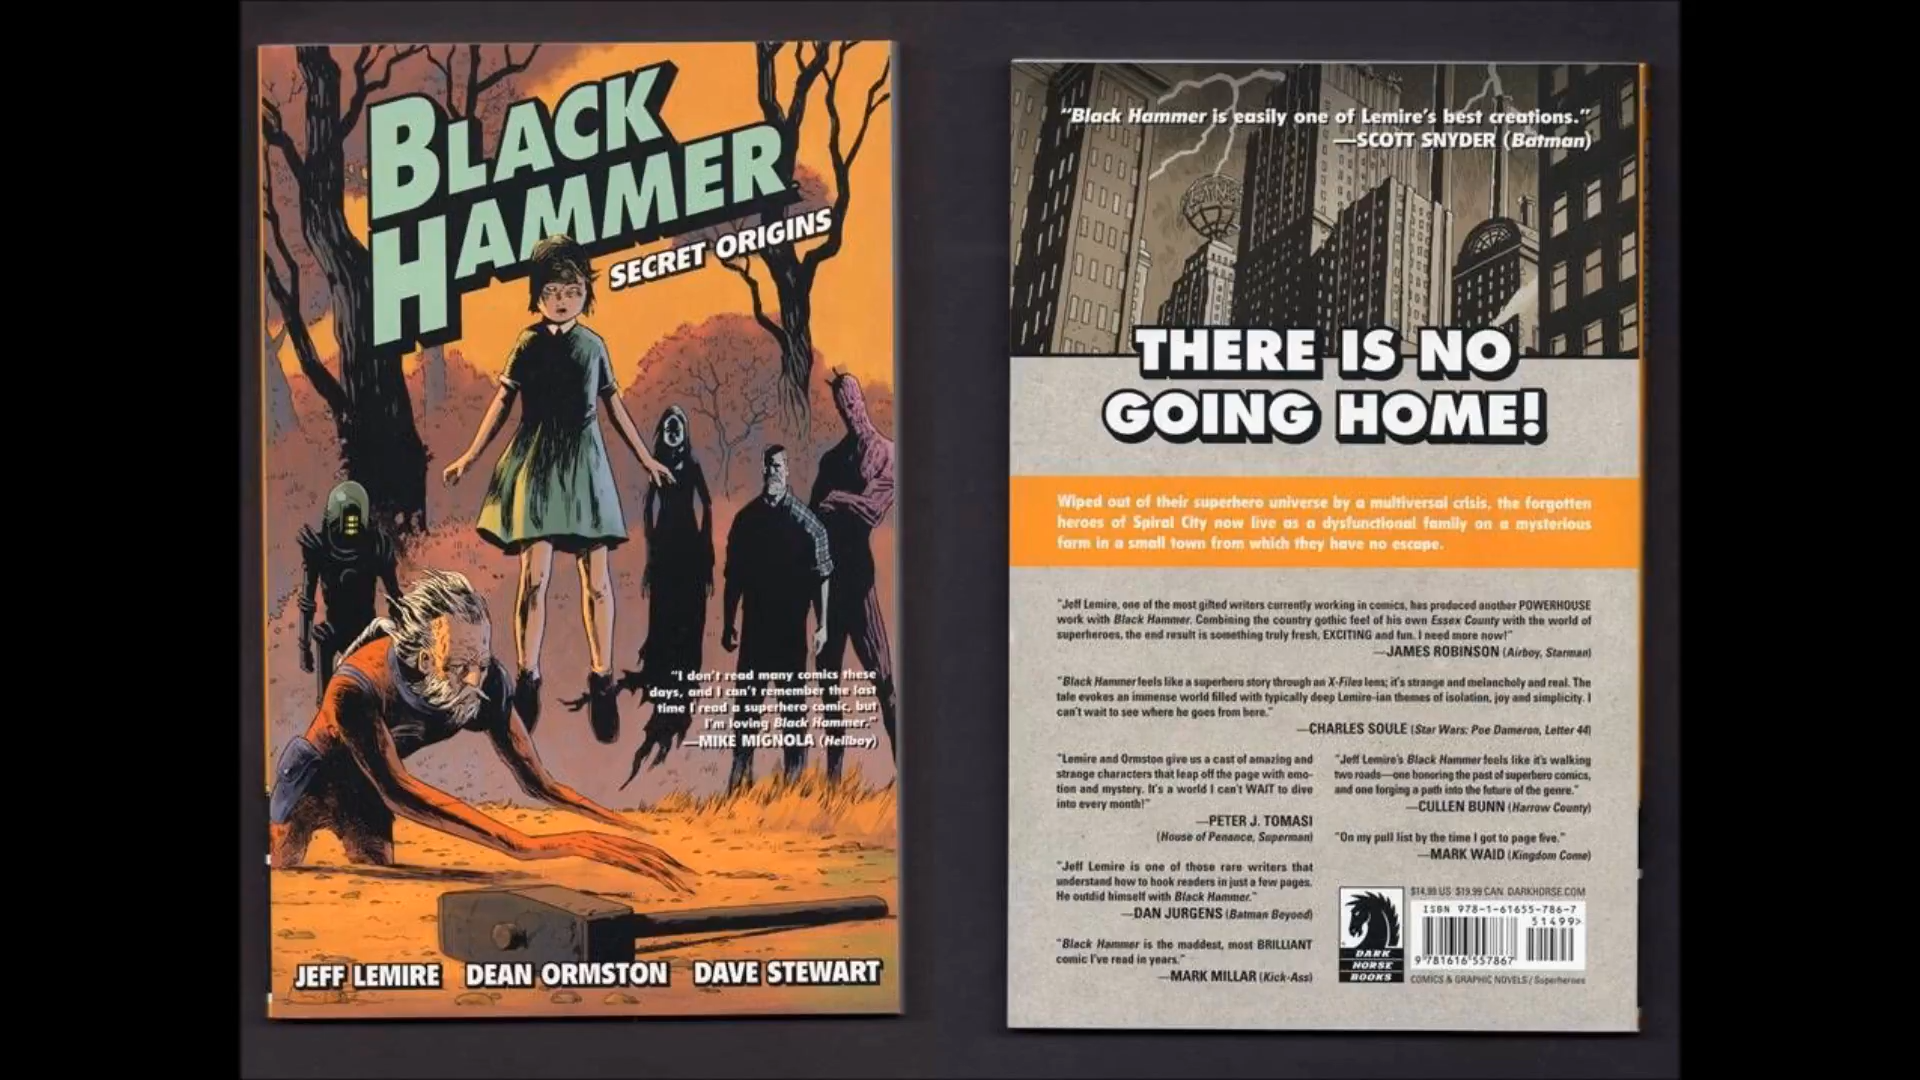 BLACK
HAMMER
SECRET ORIGINS
"I don't read many comics these
days, and I can't remember the last
time I read a superhero comic, but
I'm loving Black Hammer."
—MIKE MIGNOLA (Hellboy)
JEFF LEMIRE DEAN ORMSTON DAVE STEWART
"Black Hammer is easily one of Lemire's best creations."
—SCOTT SNYDER (Batman)
THERE IS NO
GOING HOME!
Wiped out of their superhero universe by a multiversal crisis, the forgotten
heroes of Spiral City now live as a dysfunctional family on a mysterious
farm in a small town from which they have no escape.
"Jeff Lemire, one of the most gifted writers currently working in comics, has produced another POWERHOUSE
work with Black Hammer. Combining the country gothic feel of his own Essex County with the world of
superheroes, the end result is something truly fresh, EXCITING and fun. I need more now!"
—JAMES ROBINSON (Airboy, Starman)
"Black Hammer feels like a superhero story through an X-Files lens; it's strange and melancholy and real. The
tale evokes an immense world filled with typically deep Lemire-ian themes of isolation, joy and simplicity. I
can't wait to see where he goes from here."
—CHARLES SOULE (Star Wars: Poe Dameron, Letter 44)
"Lemire and Ormston give us a cast of amazing and
strange characters that leap off the page with emo-
tion and mystery. It's a world I can't WAIT to dive
into every month!"
—PETER J. TOMASI
(House of Penance, Superman)
"Jeff Lemire is one of those rare writers that
understand how to hook readers in just a few pages.
He outdid himself with Black Hammer."
—DAN JURGENS (Batman Beyond)
"Black Hammer is the maddest, most BRILLIANT
comic I've read in years."
—MARK MILLAR (Kick-Ass)
"Jeff Lemire's Black Hammer feels like it's walking
two roads—one honoring the past of superhero comics,
and one forging a path into the future of the genre."
—CULLEN BUNN (Harrow County)
"On my pull list by the time I got to page five."
—MARK WAID (Kingdom Come)
DARK
HORSE
BOOKS
$14.99 US $19.99 CAN DARKHORSE.COM
ISBN 978-1-61655-786-7
51499>
9 781616 557867
COMICS & GRAPHIC NOVELS / Superheroes